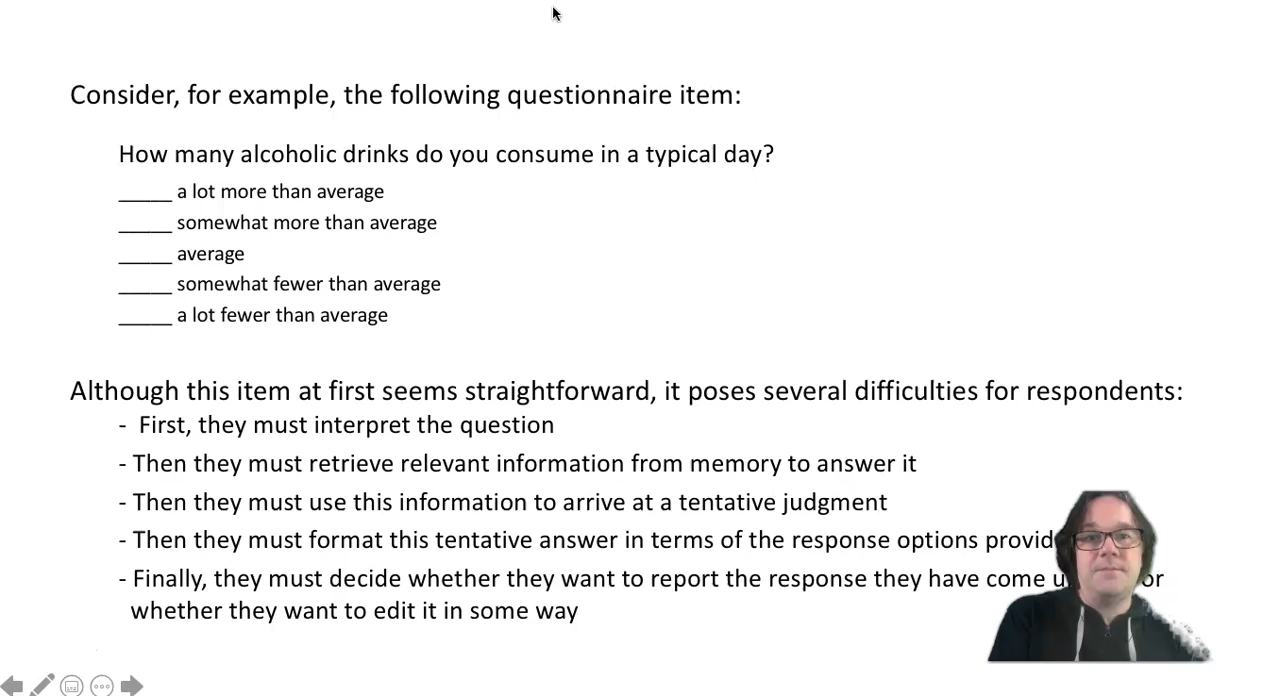 Consider, for example, the following questionnaire item:
How many alcoholic drinks do you consume in a typical day?
_____ a lot more than average
_____ somewhat more than average
_____ average
_____ somewhat fewer than average
_____ a lot fewer than average
Although this item at first seems straightforward, it poses several difficulties for respondents:
- First, they must interpret the question
- Then they must retrieve relevant information from memory to answer it
- Then they must use this information to arrive at a tentative judgment
- Then they must format this tentative answer in terms of the response options
- Finally, they must decide whether they want to report the response they have come or
whether they want to edit it in some way